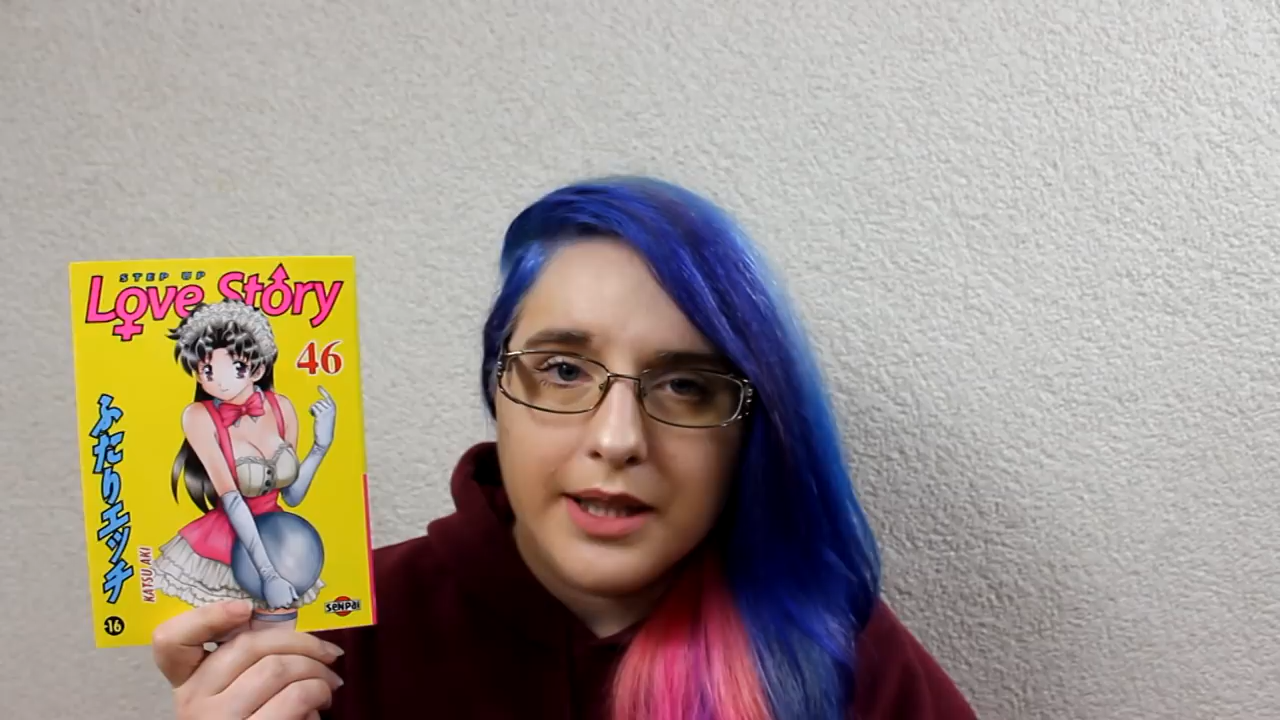 STEP UP
Love Story
46
ふたりエッチ
KATSU AKI
-16
SENPAI